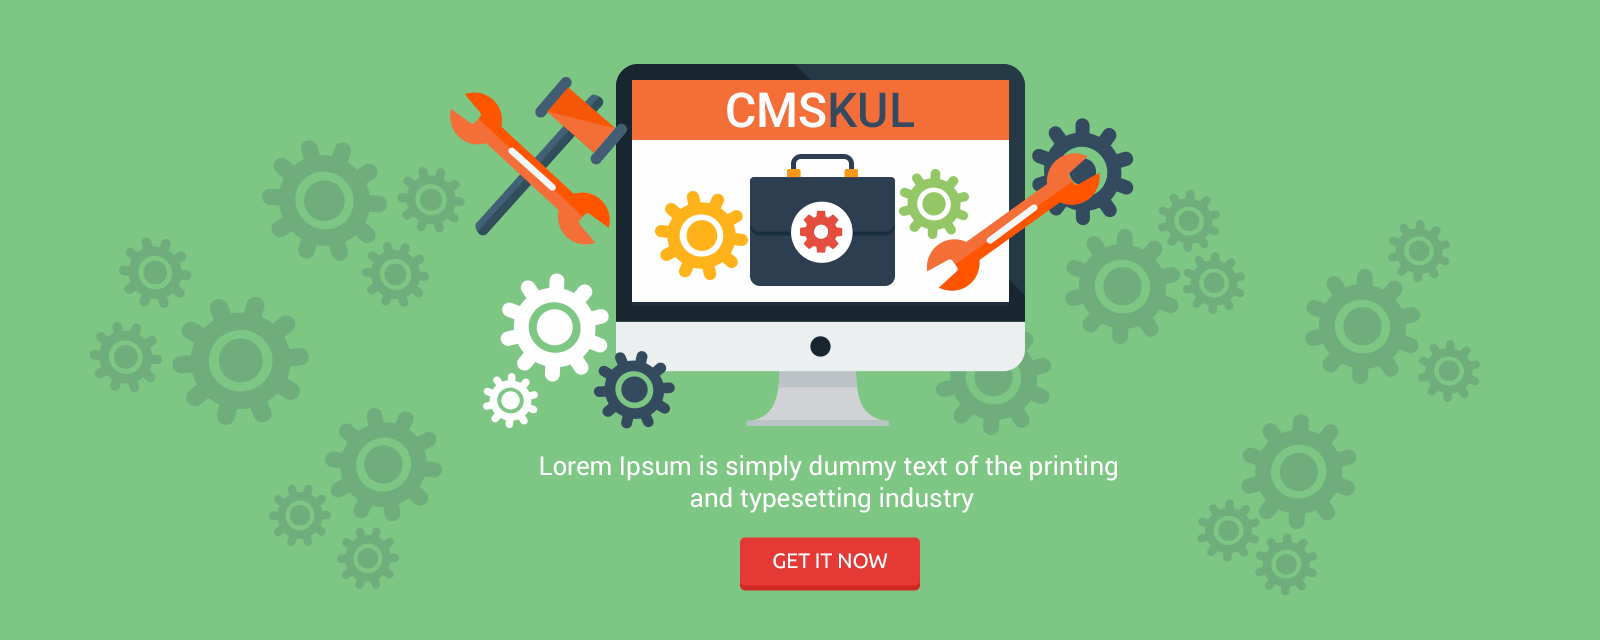 CMSKUL
Lorem Ipsum is simply dummy text of the printing
and typesetting industry
GET IT NOW